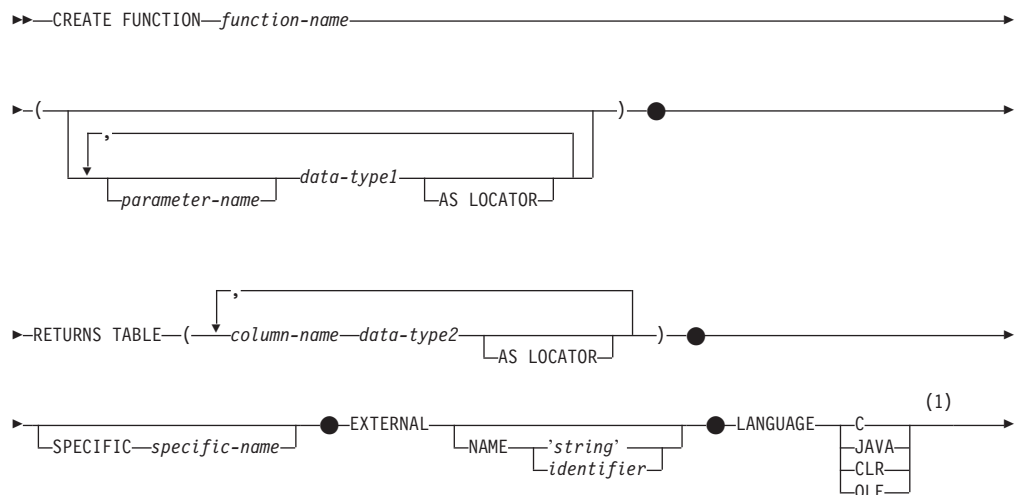 CREATE FUNCTION function-name
( )
,
parameter-name data-type1 AS LOCATOR
,
RETURNS TABLE ( column-name data-type2 AS LOCATOR )
(1)
SPECIFIC specific-name EXTERNAL NAME 'string' LANGUAGE C
identifier JAVA
CLR
OLE